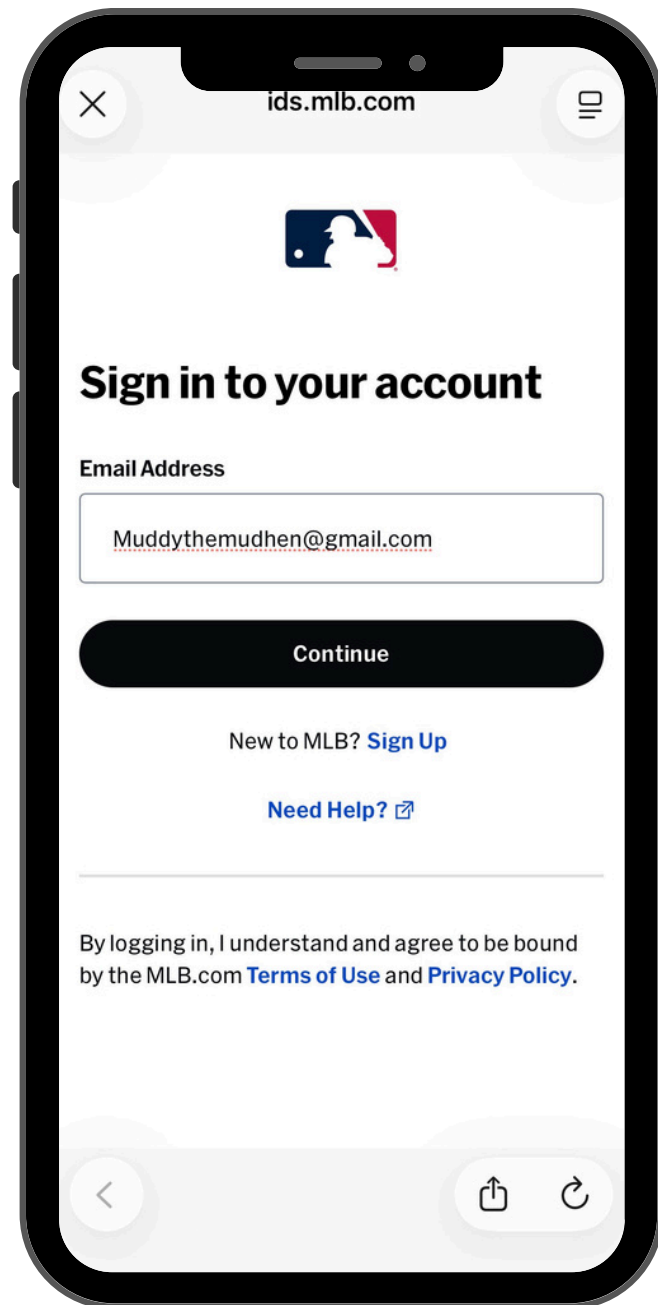 ids.mlb.com
Sign in to your account
Email Address
Muddythemudhen@gmail.com
Continue
New to MLB? Sign Up
Need Help?
By logging in, I understand and agree to be bound
by the MLB.com Terms of Use and Privacy Policy.